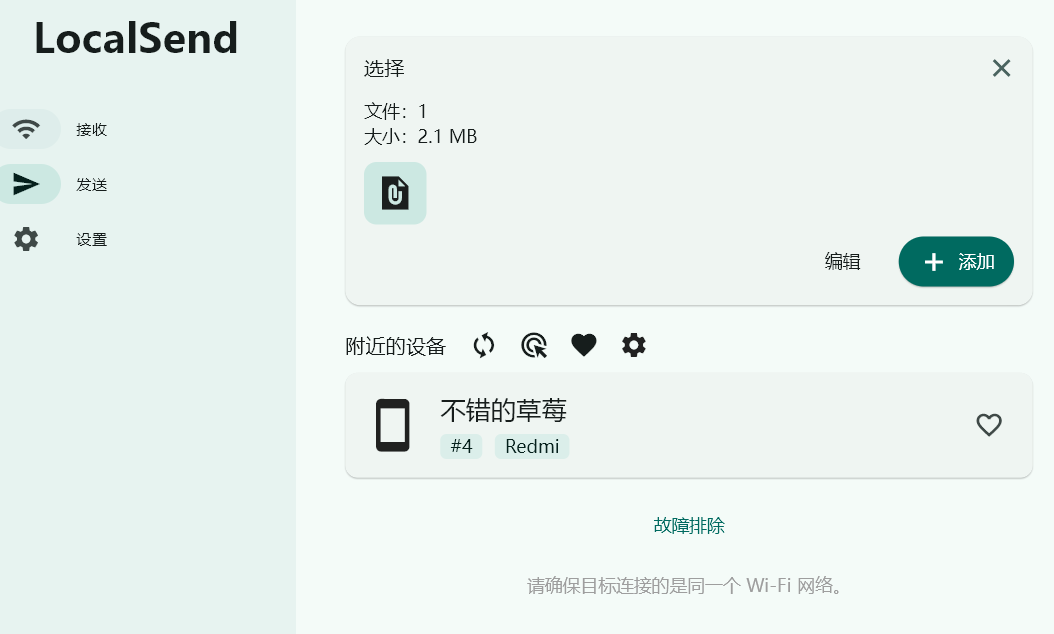 LocalSend
接收
发送
设置
选择
文件：1
大小：2.1 MB
编辑
添加
附近的设备
不错的草莓
#4 Redmi
故障排除
请确保目标连接的是同一个 Wi-Fi 网络。